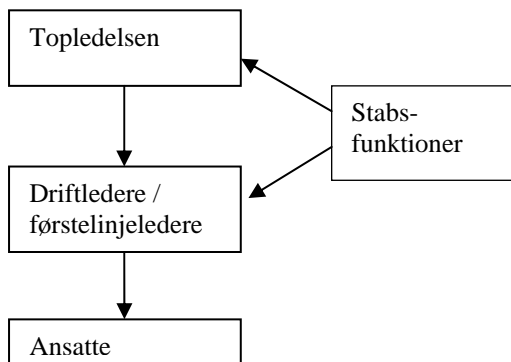 Topledelsen
Stabs-
funktioner
Driftledere /
førstelinjeledere
Ansatte